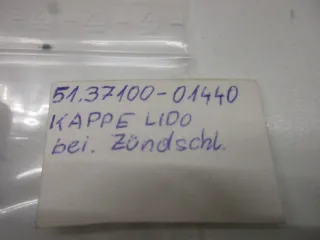 51.37100-01440
KAPPE LIDO
bei. Zündschl.